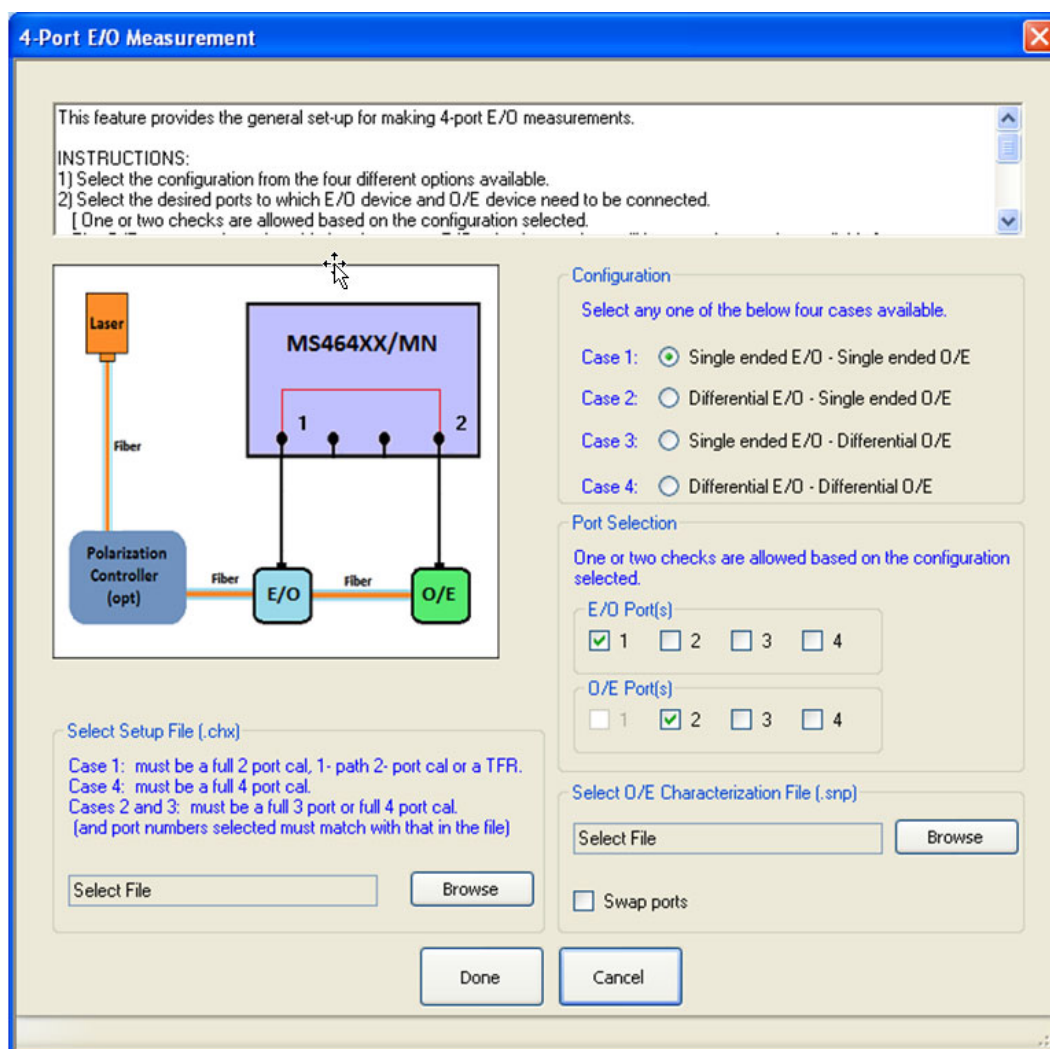 4-Port E/O Measurement
This feature provides the general set-up for making 4-port E/O measurements.
INSTRUCTIONS:
1) Select the configuration from the four different options available.
2) Select the desired ports to which E/O device and O/E device need to be connected.
[ One or two checks are allowed based on the configuration selected.
Laser
Fiber
MS464XX/MN
1
2
Polarization
Controller
(opt)
Fiber
E/O
Fiber
O/E
Configuration
Select any one of the below four cases available.
Case 1: Single ended E/O - Single ended O/E
Case 2: Differential E/O - Single ended O/E
Case 3: Single ended E/O - Differential O/E
Case 4: Differential E/O - Differential O/E
Port Selection
One or two checks are allowed based on the configuration
selected.
E/O Port(s)
1 2 3 4
O/E Port(s)
1 2 3 4
Select Setup File (.chx)
Case 1: must be a full 2 port cal, 1- path 2- port cal or a TFR.
Case 4: must be a full 4 port cal.
Cases 2 and 3: must be a full 3 port or full 4 port cal.
(and port numbers selected must match with that in the file)
Select File
Browse
Select O/E Characterization File (.snp)
Select File
Browse
Swap ports
Done
Cancel